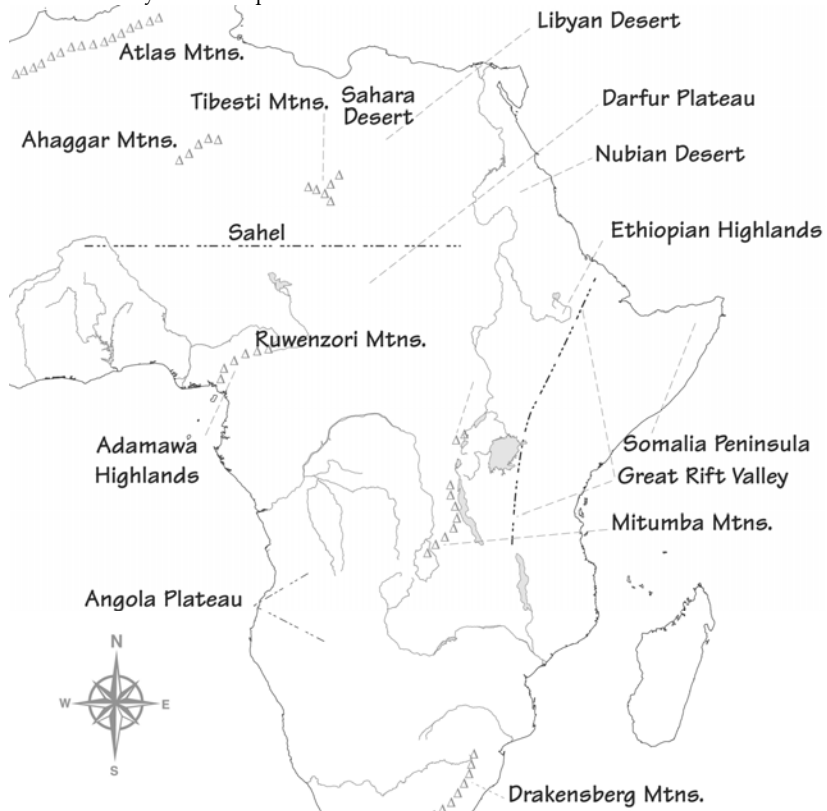 Libyan Desert
Atlas Mtns.
Tibesti Mtns.
Sahara
Desert
Darfur Plateau
Ahaggar Mtns.
Nubian Desert
Sahel
Ethiopian Highlands
Ruwenzori Mtns.
Adamawa
Highlands
Somalia Peninsula
Great Rift Valley
Mitumba Mtns.
Angola Plateau
N
W
E
S
Drakensberg Mtns.